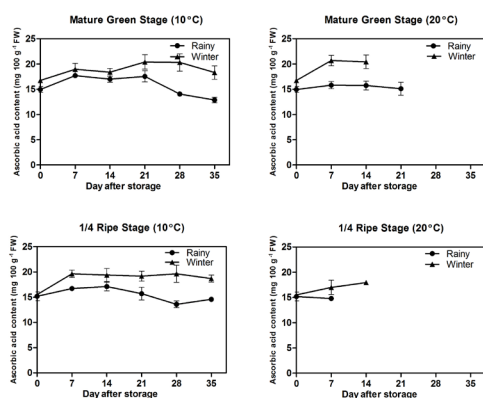 Mature Green Stage (10°C)
Ascorbic acid content (mg 100 g⁻¹ FW)
25
20
15
10
5
0
Rainy
Winter
0 7 14 21 28 35
Day after storage
Mature Green Stage (20°C)
Ascorbic acid content (mg 100 g⁻¹ FW)
25
20
15
10
5
0
Rainy
Winter
0 7 14 21 28 35
Day after storage
1/4 Ripe Stage (10°C)
Ascorbic acid content (mg 100 g⁻¹ FW)
25
20
15
10
5
0
Rainy
Winter
0 7 14 21 28 35
Day after storage
1/4 Ripe Stage (20°C)
Ascorbic acid content (mg 100 g⁻¹ FW)
25
20
15
10
5
0
Rainy
Winter
0 7 14 21 28 35
Day after storage